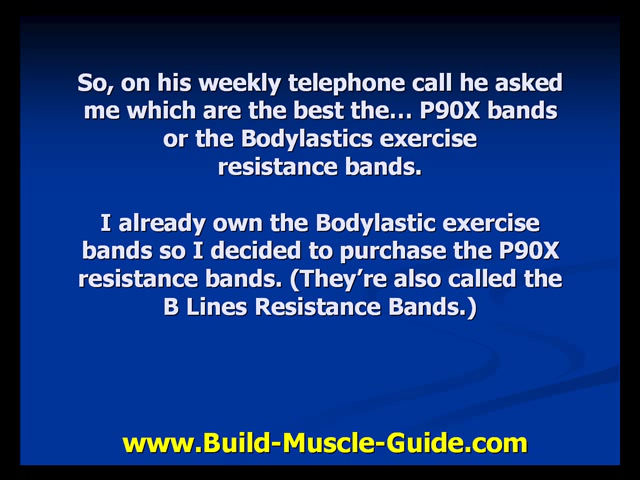 So, on his weekly telephone call he asked
me which are the best the... P90X bands
or the Bodylastics exercise
resistance bands.
I already own the Bodylastic exercise
bands so I decided to purchase the P90X
resistance bands. (They’re also called the
B Lines Resistance Bands.)
www.Build-Muscle-Guide.com